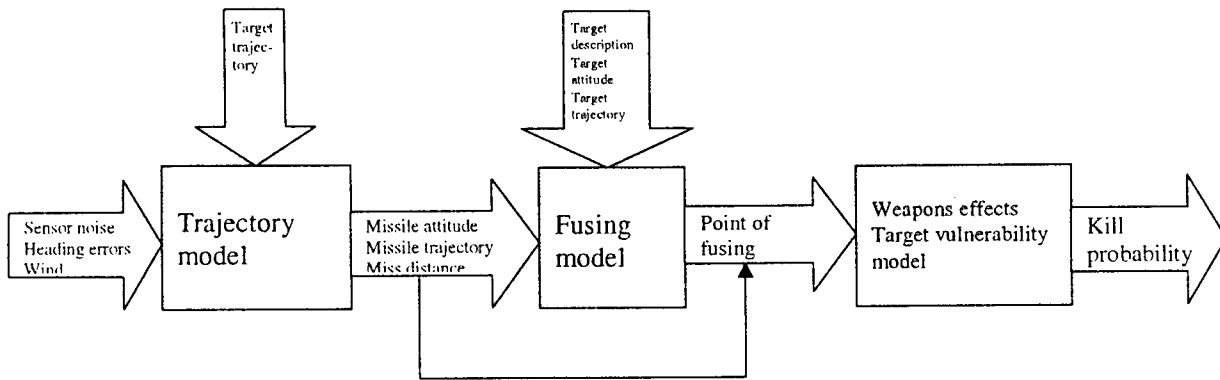 Target
trajec-
tory
Target
description
Target
attitude
Target
trajectory
Sensor noise
Heading errors
Wind
Trajectory
model
Missile attitude
Missile trajectory
Miss distance
Fusing
model
Point of
fusing
Weapons effects
Target vulnerability
model
Kill
probability